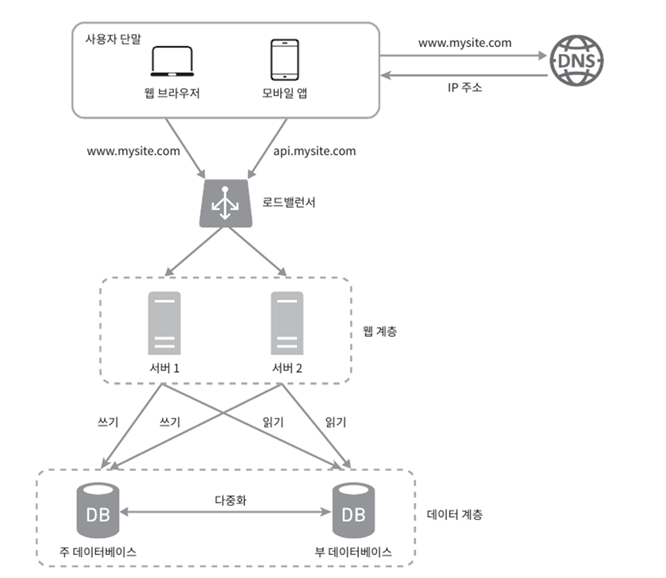 사용자 단말
www.mysite.com
DNS
웹 브라우저
모바일 앱
IP 주소
www.mysite.com
api.mysite.com
로드밸런서
웹 계층
서버 1
서버 2
쓰기
쓰기
읽기
읽기
다중화
DB
DB
데이터 계층
주 데이터베이스
부 데이터베이스